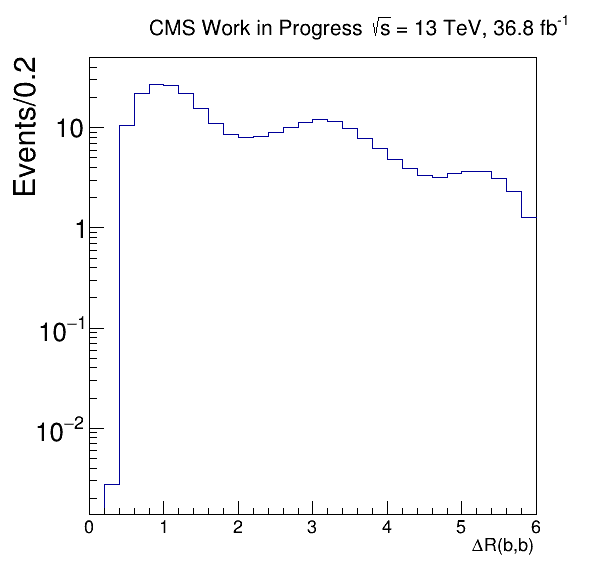 CMS Work in Progress √s = 13 TeV, 36.8 fb⁻¹
Events/0.2
10
1
10⁻¹
10⁻²
0 1 2 3 4 5 6
ΔR(b,b)